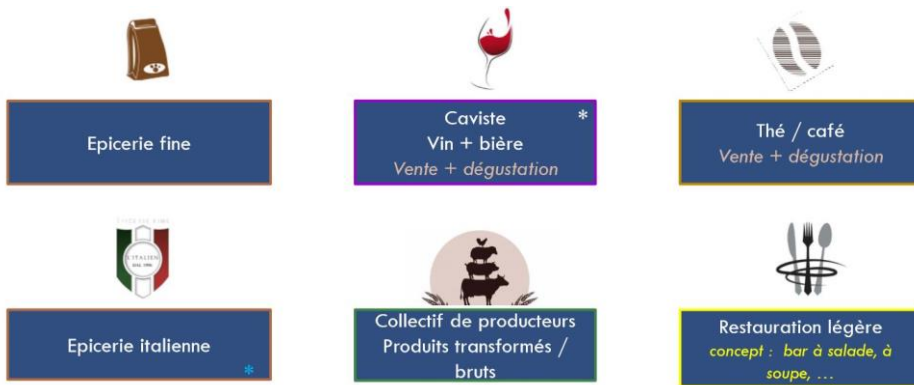 Epicerie fine
Caviste *
Vin + bière
Vente + dégustation
Thé / café
Vente + dégustation
L'ITALIEN
Epicerie italienne
*
Collectif de producteurs
Produits transformés /
bruts
Restauration légère
concept : bar à salade, à
soupe, ...